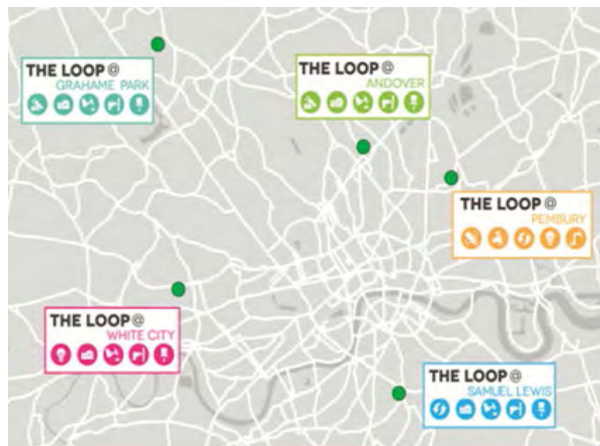 THE LOOP @
GRAHAME PARK
THE LOOP @
ANDOVER
THE LOOP @
PEMBURY
THE LOOP @
WHITE CITY
THE LOOP @
SAMUEL LEWIS